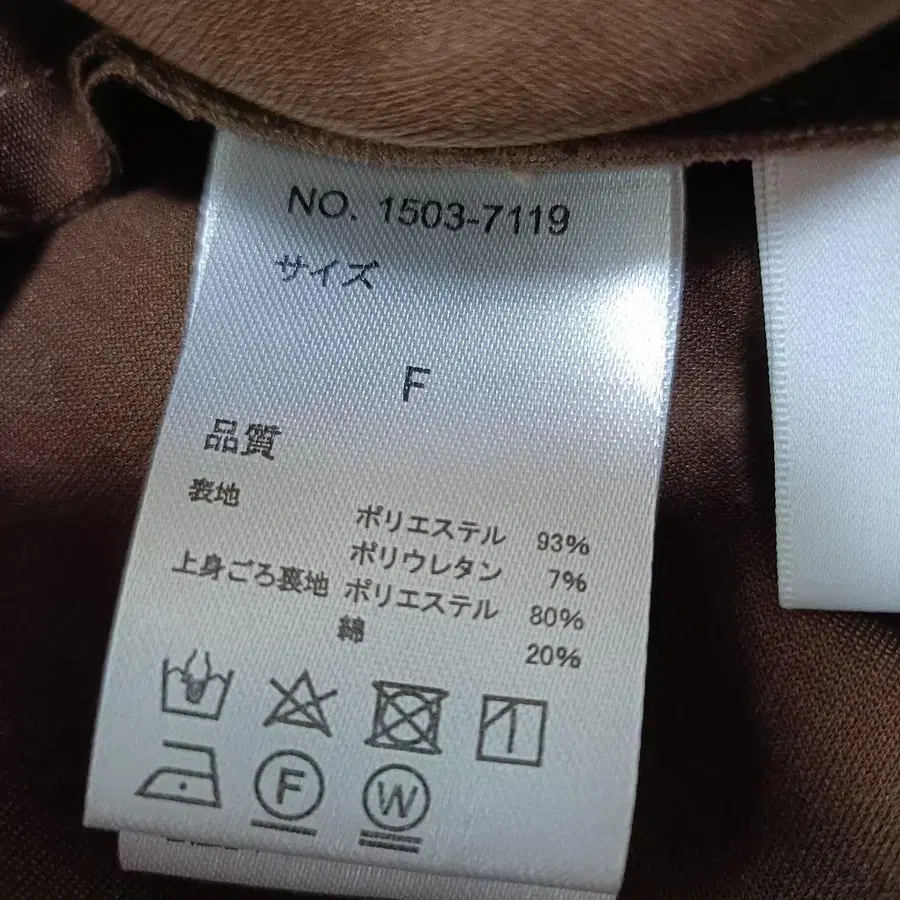 NO. 1503-7119
サイズ
F
品質
表地 ポリエステル 93%
ポリウレタン 7%
上身ごろ裏地 ポリエステル 80%
綿 20%
F W